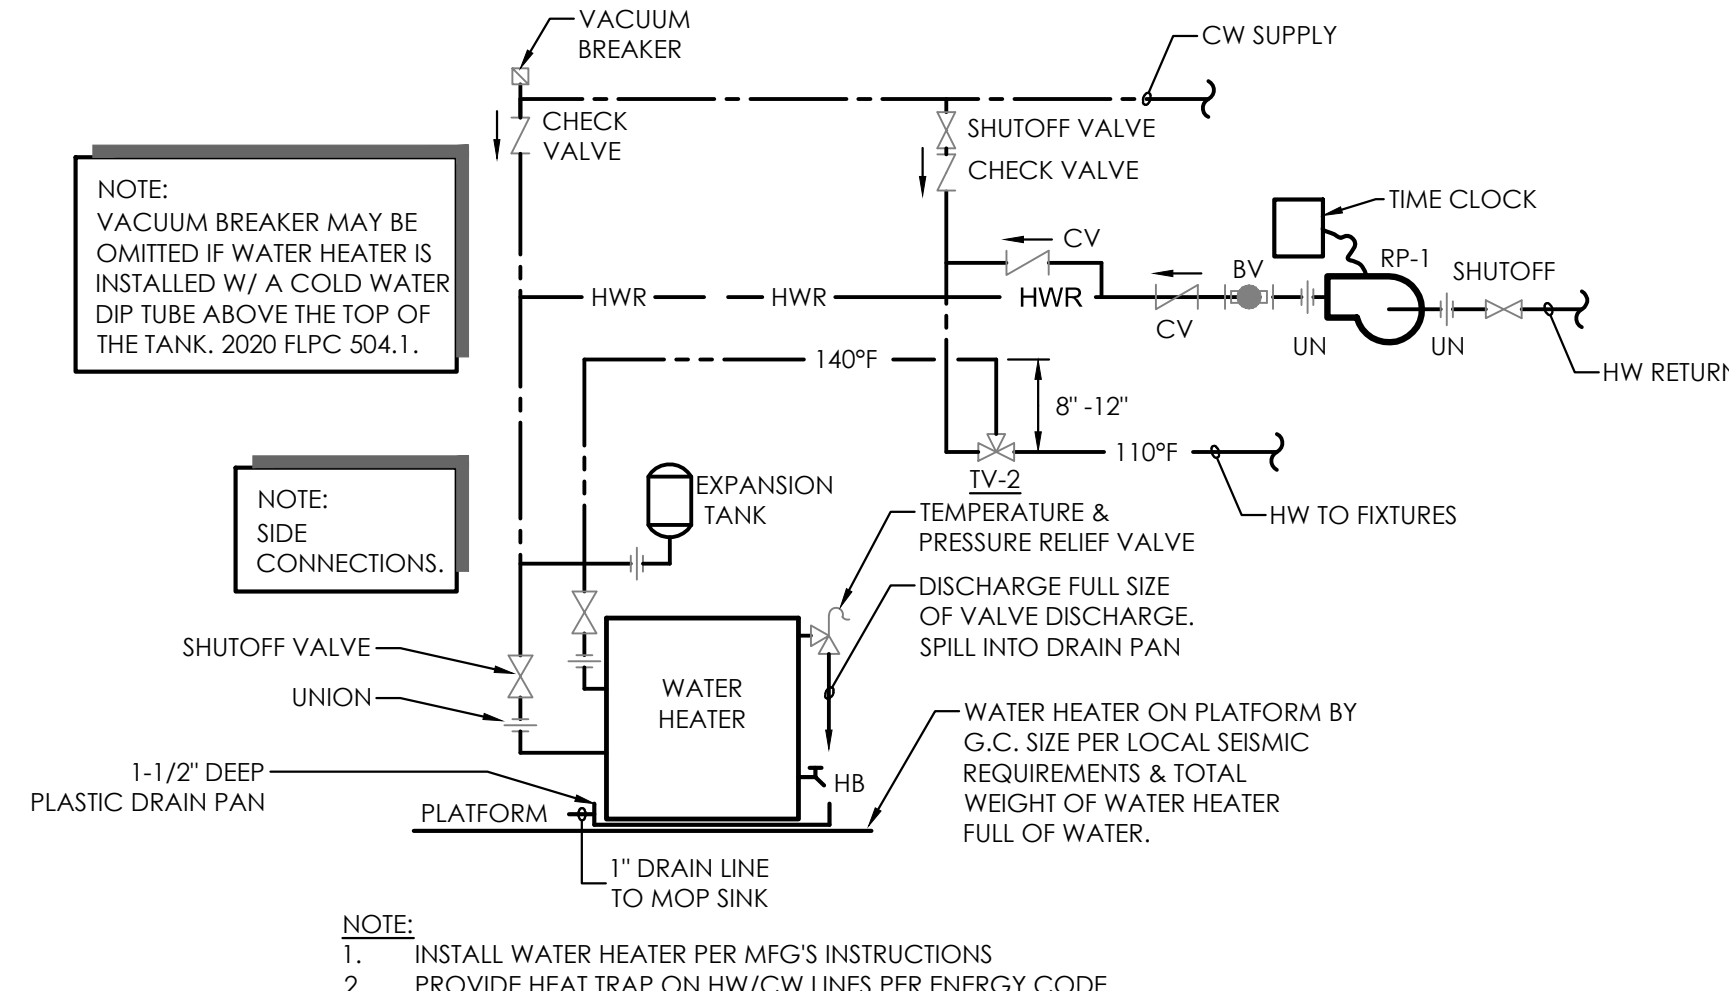 VACUUM
BREAKER
CW SUPPLY
CHECK
VALVE
SHUTOFF VALVE
CHECK VALVE
NOTE:
VACUUM BREAKER MAY BE
OMITTED IF WATER HEATER IS
INSTALLED W/ A COLD WATER
DIP TUBE ABOVE THE TOP OF
THE TANK. 2020 FLPC 504.1.
TIME CLOCK
CV
RP-1
BV
SHUTOFF
HWR
HWR
HWR
CV
UN
UN
HW RETURN
140°F
8" -12"
110°F
TV-2
HW TO FIXTURES
NOTE:
SIDE
CONNECTIONS.
EXPANSION
TANK
TEMPERATURE &
PRESSURE RELIEF VALVE
DISCHARGE FULL SIZE
OF VALVE DISCHARGE.
SPILL INTO DRAIN PAN
SHUTOFF VALVE
UNION
WATER
HEATER
WATER HEATER ON PLATFORM BY
G.C. SIZE PER LOCAL SEISMIC
REQUIREMENTS & TOTAL
WEIGHT OF WATER HEATER
FULL OF WATER.
1-1/2" DEEP
PLASTIC DRAIN PAN
HB
PLATFORM
1" DRAIN LINE
TO MOP SINK
NOTE:
1. INSTALL WATER HEATER PER MFG'S INSTRUCTIONS
2. PROVIDE HEAT TRAP ON HW/CW LINES PER ENERGY CODE